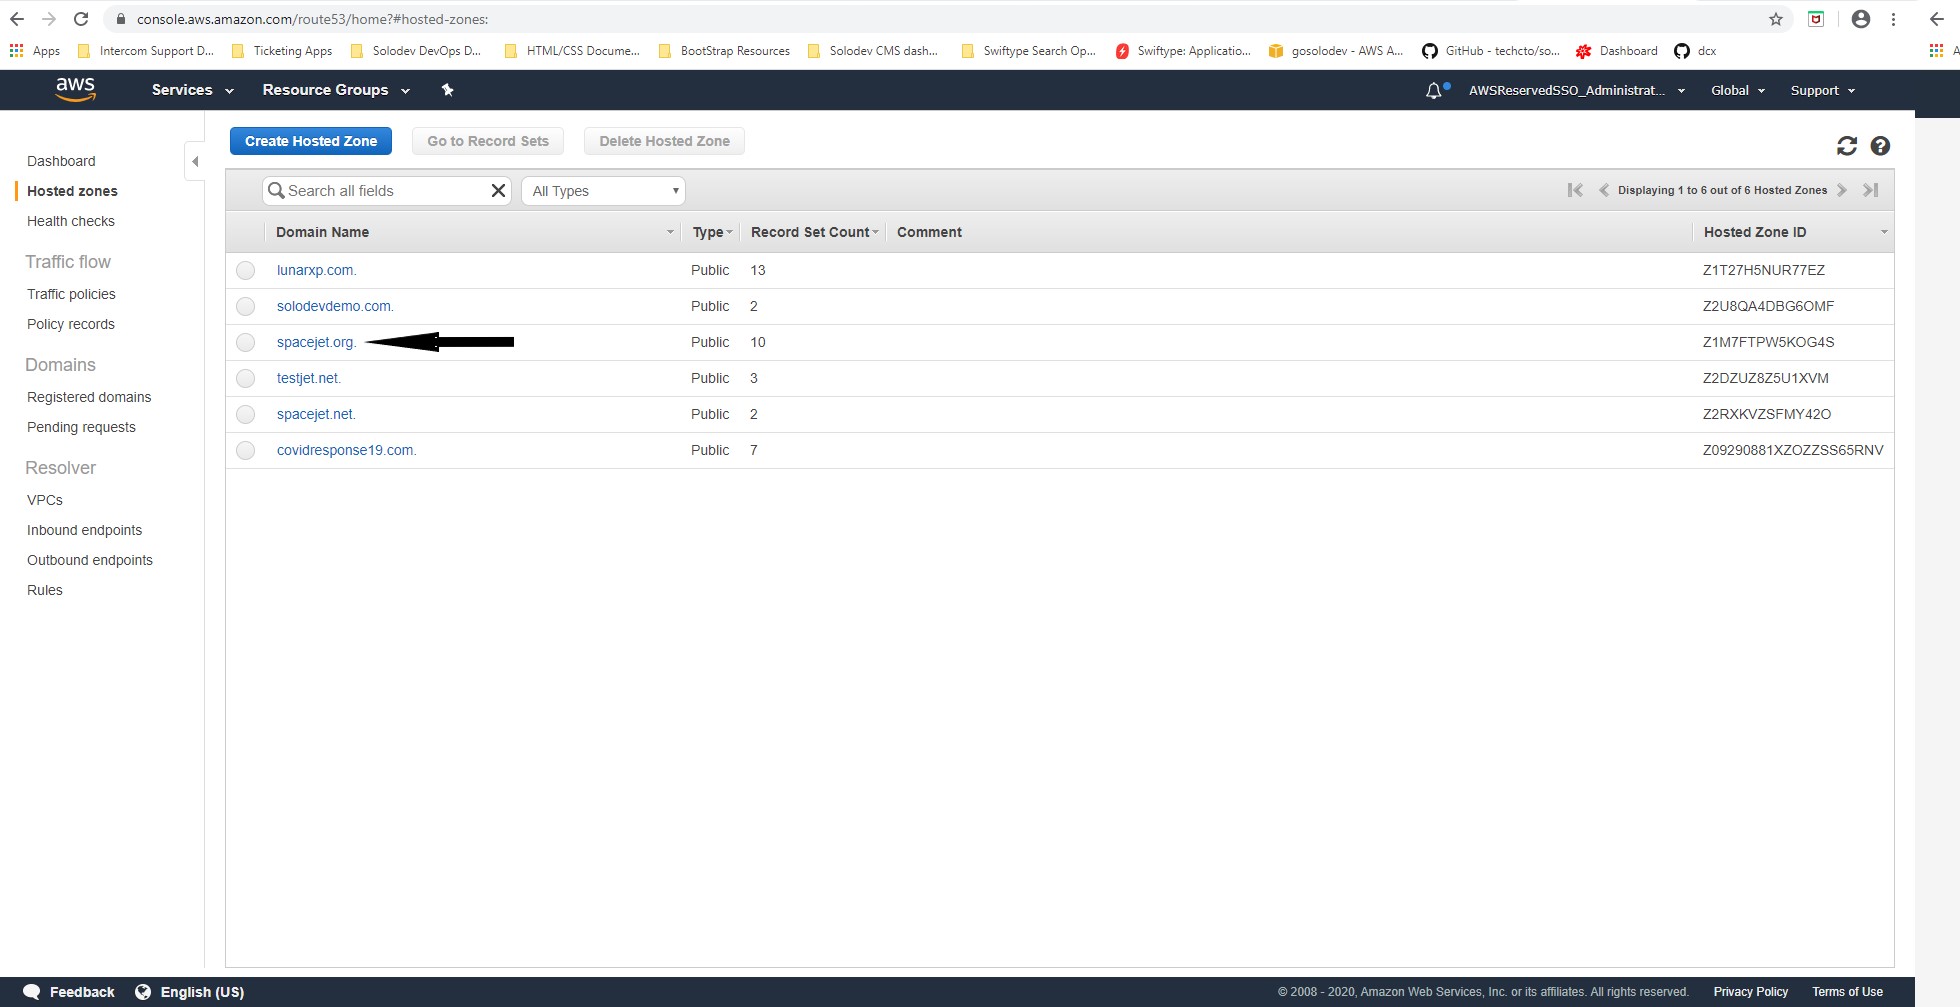 console.aws.amazon.com/route53/home?#hosted-zones:
Apps Intercom Support D... Ticketing Apps Solodev DevOps D... HTML/CSS Docume... BootStrap Resources Solodev CMS dash... Swiftype Search Op... Swiftype: Applicatio... gosolodev - AWS A... GitHub - techcto/so... Dashboard dcx
aws Services Resource Groups AWSReservedSSO_Administrat... Global Support
Create Hosted Zone Go to Record Sets Delete Hosted Zone
Dashboard
Hosted zones
Health checks
Traffic flow
Traffic policies
Policy records
Domains
Registered domains
Pending requests
Resolver
VPCs
Inbound endpoints
Outbound endpoints
Rules
Search all fields All Types Displaying 1 to 6 out of 6 Hosted Zones
Domain Name Type Record Set Count Comment Hosted Zone ID
lunarxp.com. Public 13 Z1T27H5NUR77EZ
solodevdemo.com. Public 2 Z2U8QA4DBG6OMF
spacejet.org. Public 10 Z1M7FTPW5KOG4S
testjet.net. Public 3 Z2DZUZ8Z5U1XVM
spacejet.net. Public 2 Z2RXKVZSFMY42O
covidresponse19.com. Public 7 Z09290881XZOZZSS65RNV
Feedback English (US) © 2008 - 2020, Amazon Web Services, Inc. or its affiliates. All rights reserved. Privacy Policy Terms of Use